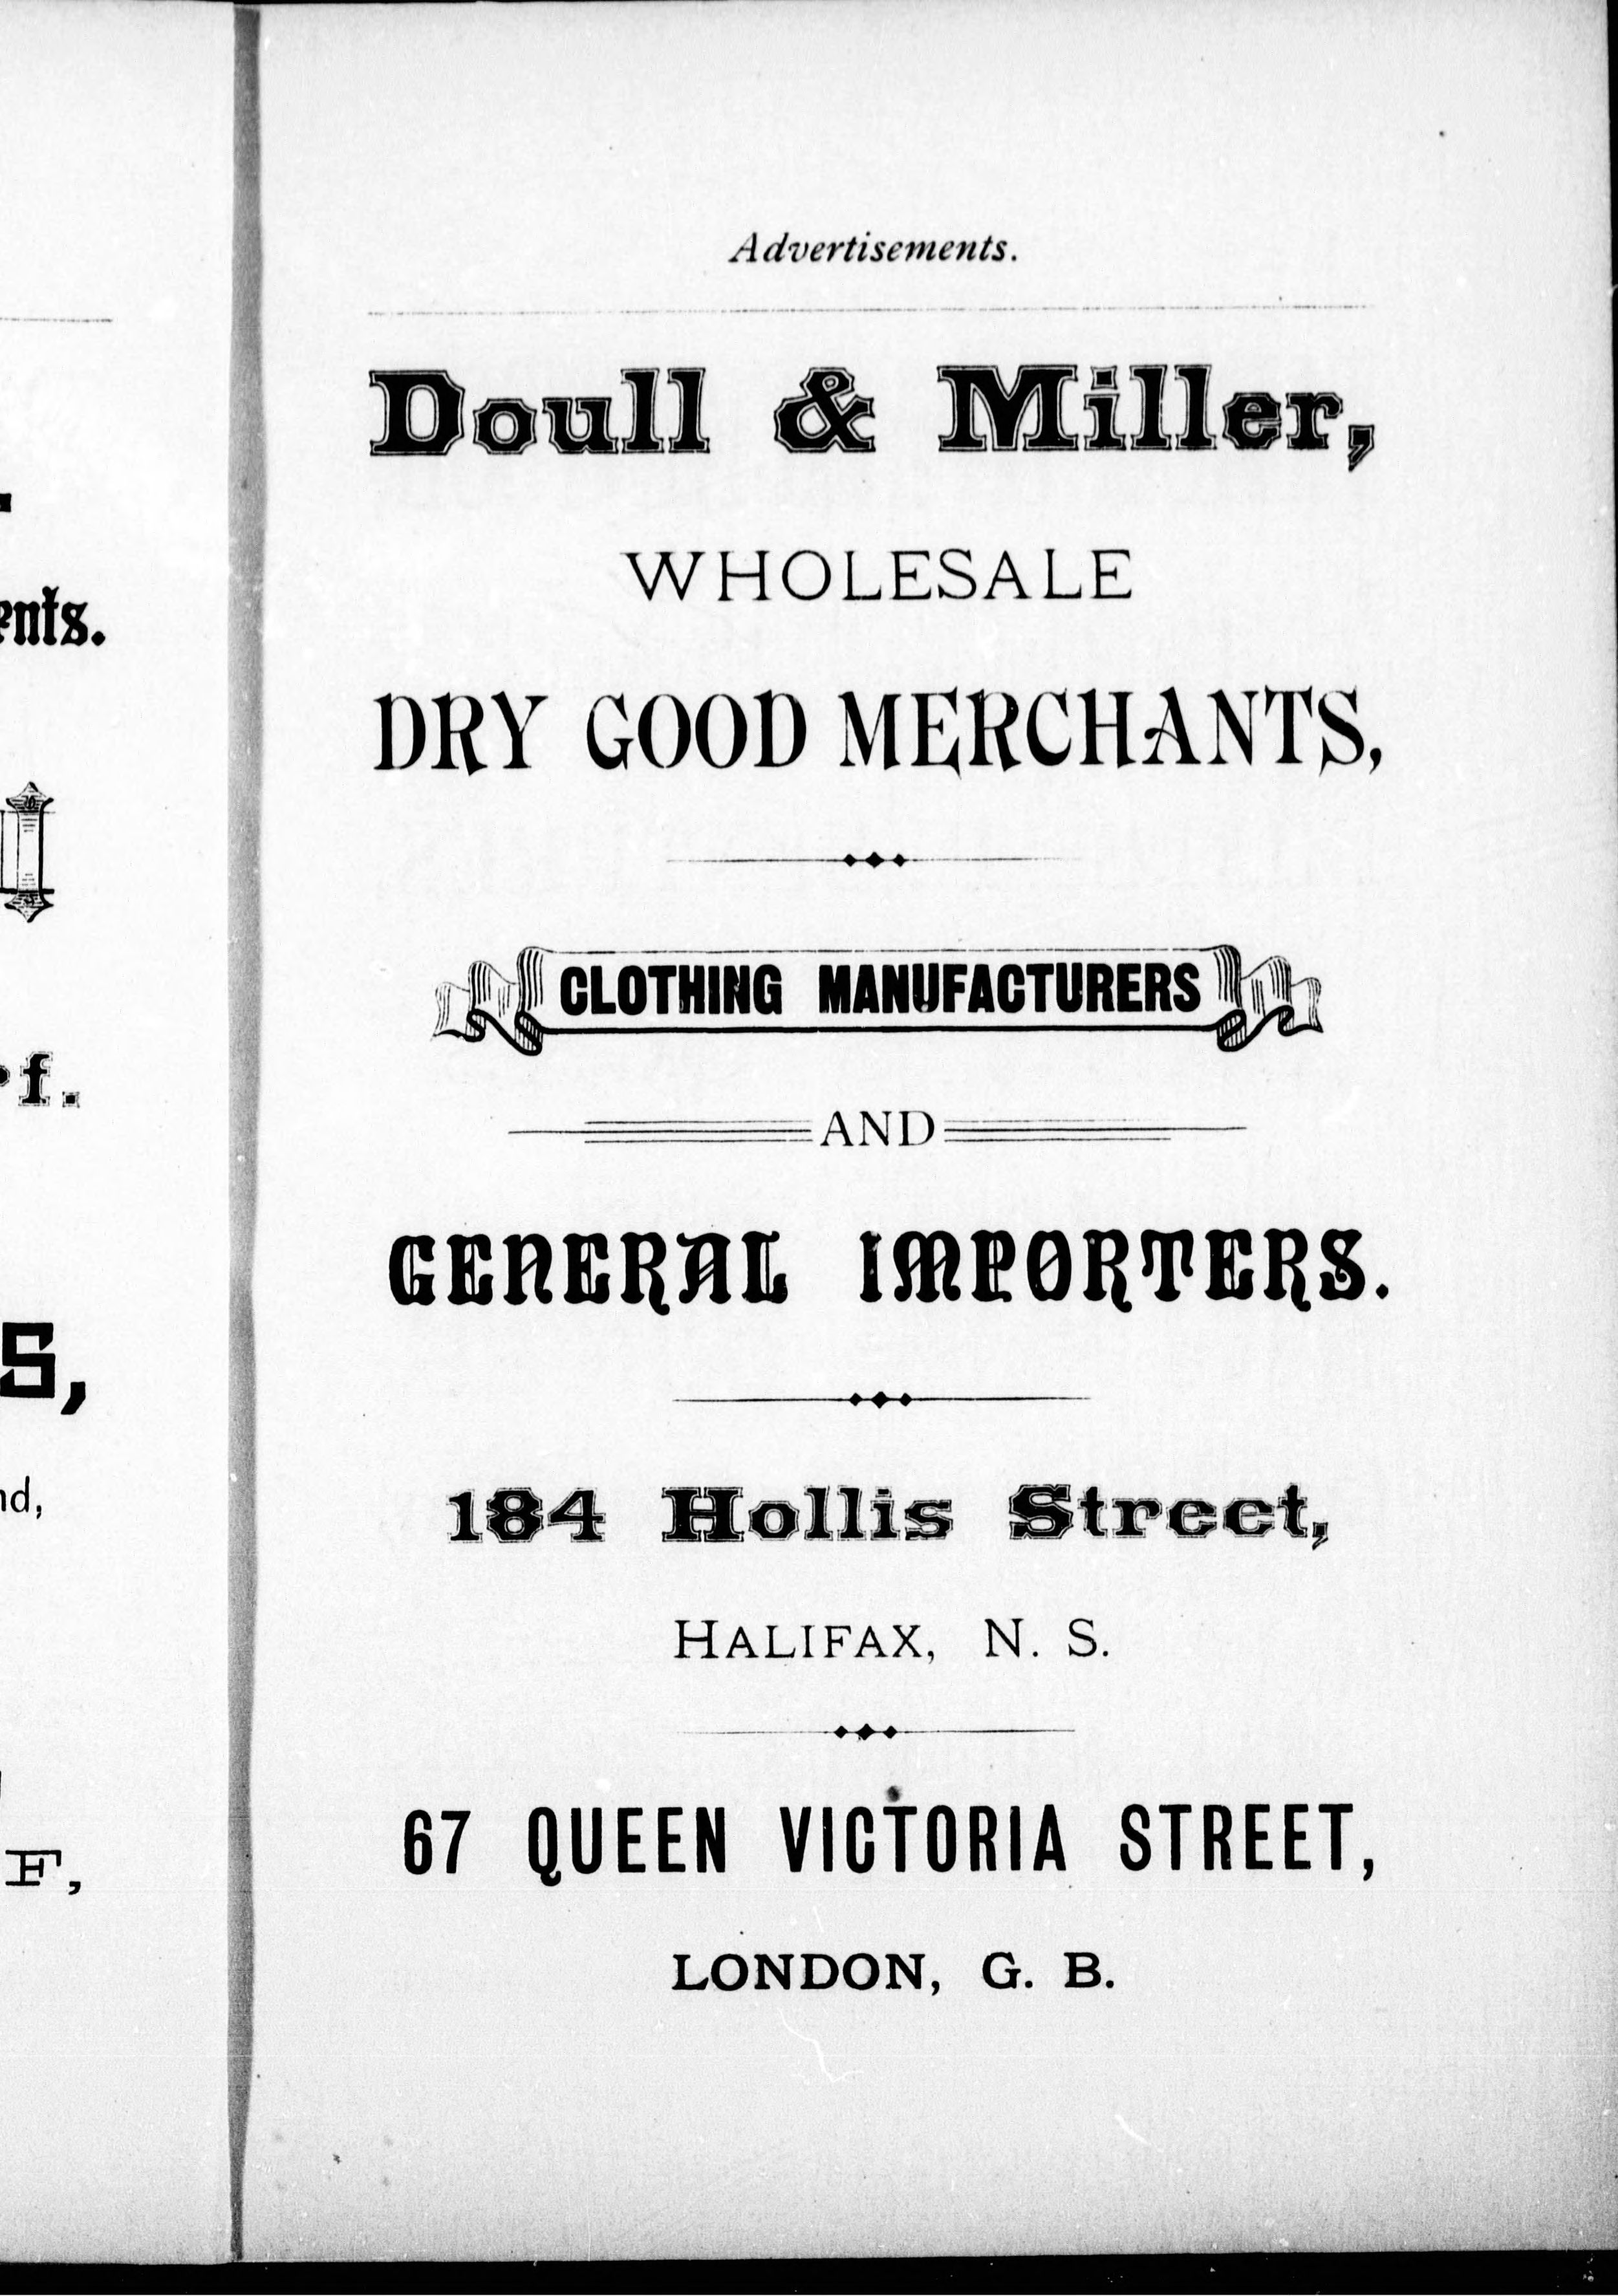 Advertisements.
Doull & Miller,
WHOLESALE
DRY GOOD MERCHANTS,
CLOTHING MANUFACTURERS
AND
GENERAL IMPORTERS.
184 Hollis Street,
HALIFAX, N. S.
67 QUEEN VICTORIA STREET,
LONDON, G. B.